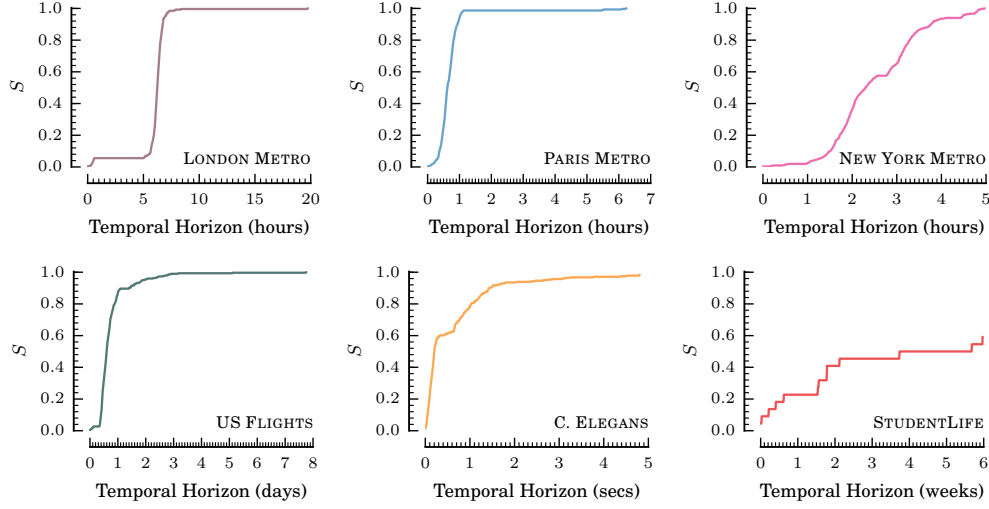 1.0
0.8
0.6
0.4
0.2
0.0
S
LONDON METRO
0 5 10 15 20
Temporal Horizon (hours)
1.0
0.8
0.6
0.4
0.2
0.0
S
PARIS METRO
0 1 2 3 4 5 6 7
Temporal Horizon (hours)
1.0
0.8
0.6
0.4
0.2
0.0
S
NEW YORK METRO
0 1 2 3 4 5
Temporal Horizon (hours)
1.0
0.8
0.6
0.4
0.2
0.0
S
US FLIGHTS
0 1 2 3 4 5 6 7 8
Temporal Horizon (days)
1.0
0.8
0.6
0.4
0.2
0.0
S
C. ELEGANS
0 1 2 3 4 5
Temporal Horizon (secs)
1.0
0.8
0.6
0.4
0.2
0.0
S
STUDENTLIFE
0 1 2 3 4 5 6
Temporal Horizon (weeks)